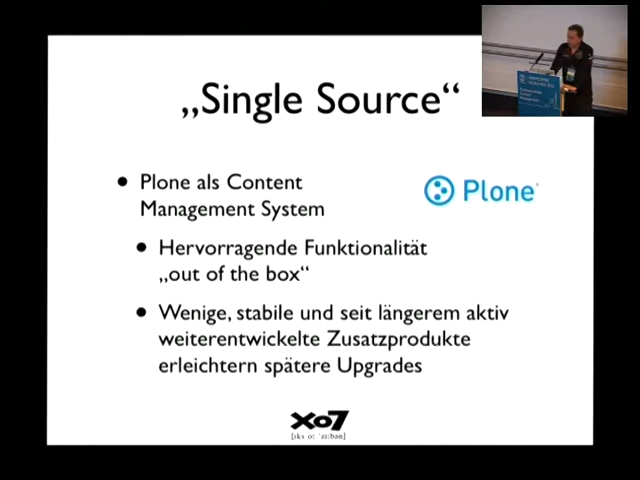 „Single Source“
• Plone als Content
Management System
Plone
• Hervorragende Funktionalität
„out of the box“
• Wenige, stabile und seit längerem aktiv
weiterentwickelte Zusatzprodukte
erleichtern spätere Upgrades
xo7